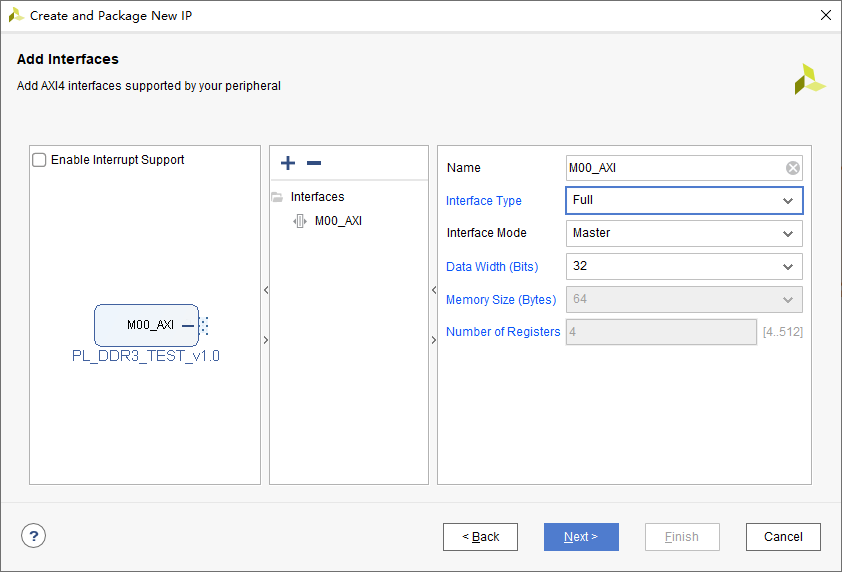 Create and Package New IP
Add Interfaces
Add AXI4 interfaces supported by your peripheral
Enable Interrupt Support
M00_AXI
PL_DDR3_TEST_v1.0
Interfaces
M00_AXI
Name M00_AXI
Interface Type Full
Interface Mode Master
Data Width (Bits) 32
Memory Size (Bytes) 64
Number of Registers 4 [4..512]
? < Back Next > Finish Cancel